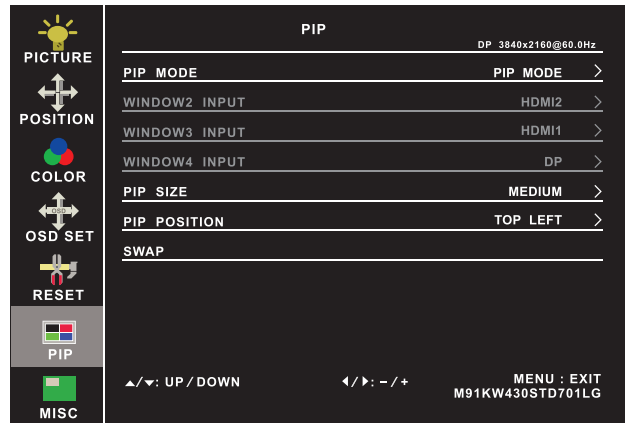 PICTURE
POSITION
COLOR
OSD
OSD SET
RESET
PIP
MISC
PIP
DP 3840x2160@60.0Hz
PIP MODE PIP MODE >
WINDOW2 INPUT HDMI2 >
WINDOW3 INPUT HDMI1 >
WINDOW4 INPUT DP >
PIP SIZE MEDIUM >
PIP POSITION TOP LEFT >
SWAP
▲/▼: UP/DOWN ◀/▶: -/+ MENU : EXIT
M91KW430STD701LG